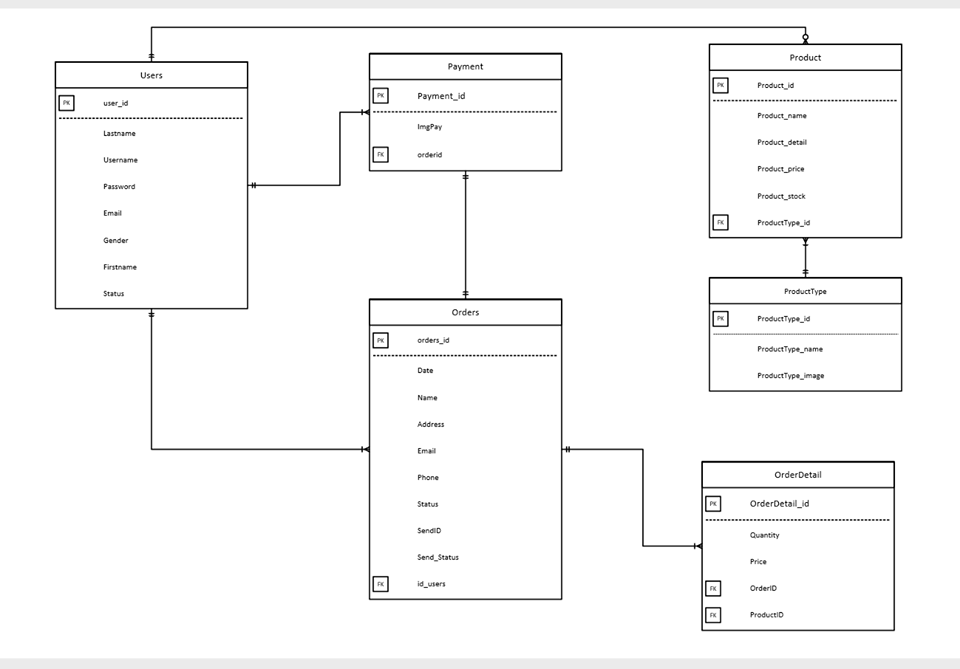 Users
PK user_id
Lastname
Username
Password
Email
Gender
Firstname
Status
Payment
PK Payment_id
ImgPay
FK orderid
Product
PK Product_id
Product_name
Product_detail
Product_price
Product_stock
FK ProductType_id
ProductType
PK ProductType_id
ProductType_name
ProductType_image
Orders
PK orders_id
Date
Name
Address
Email
Phone
Status
SendID
Send_Status
FK id_users
OrderDetail
PK OrderDetail_id
Quantity
Price
FK OrderID
FK ProductID